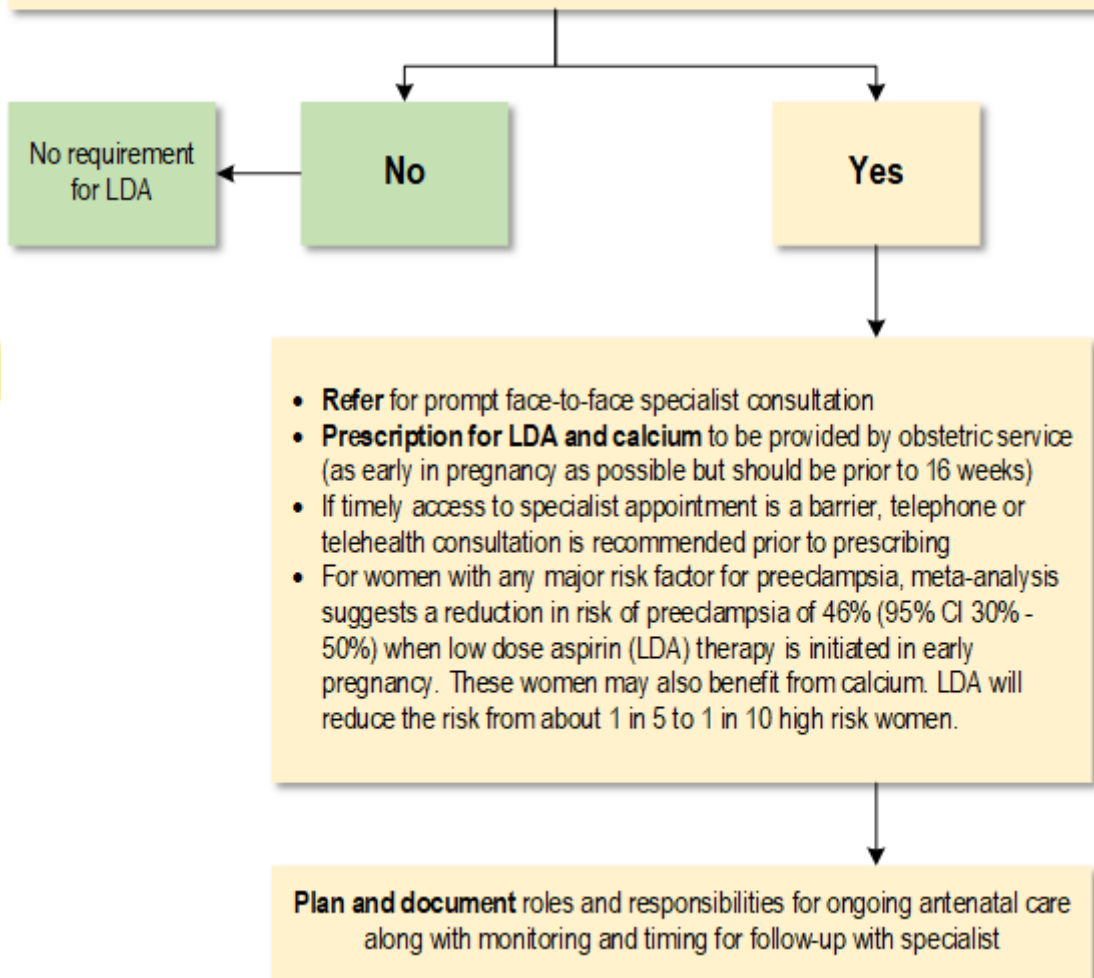 No requirement
for LDA
No
Yes
• Refer for prompt face-to-face specialist consultation
• Prescription for LDA and calcium to be provided by obstetric service
(as early in pregnancy as possible but should be prior to 16 weeks)
• If timely access to specialist appointment is a barrier, telephone or
telehealth consultation is recommended prior to prescribing
• For women with any major risk factor for preeclampsia, meta-analysis
suggests a reduction in risk of preeclampsia of 46% (95% CI 30% -
50%) when low dose aspirin (LDA) therapy is initiated in early
pregnancy. These women may also benefit from calcium. LDA will
reduce the risk from about 1 in 5 to 1 in 10 high risk women.
Plan and document roles and responsibilities for ongoing antenatal care
along with monitoring and timing for follow-up with specialist